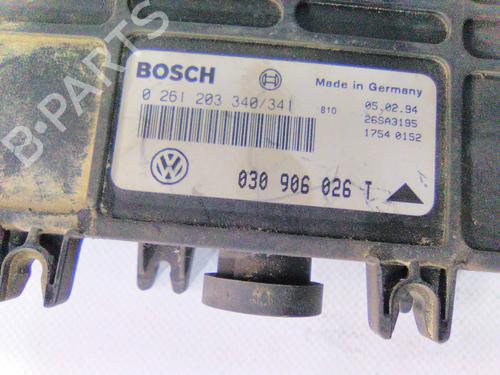 BOSCH
Made in Germany
0 261 203 340/341
810
05.02.94
26SA3195
1754 0152
VW
030 906 026 T
B-PARTS